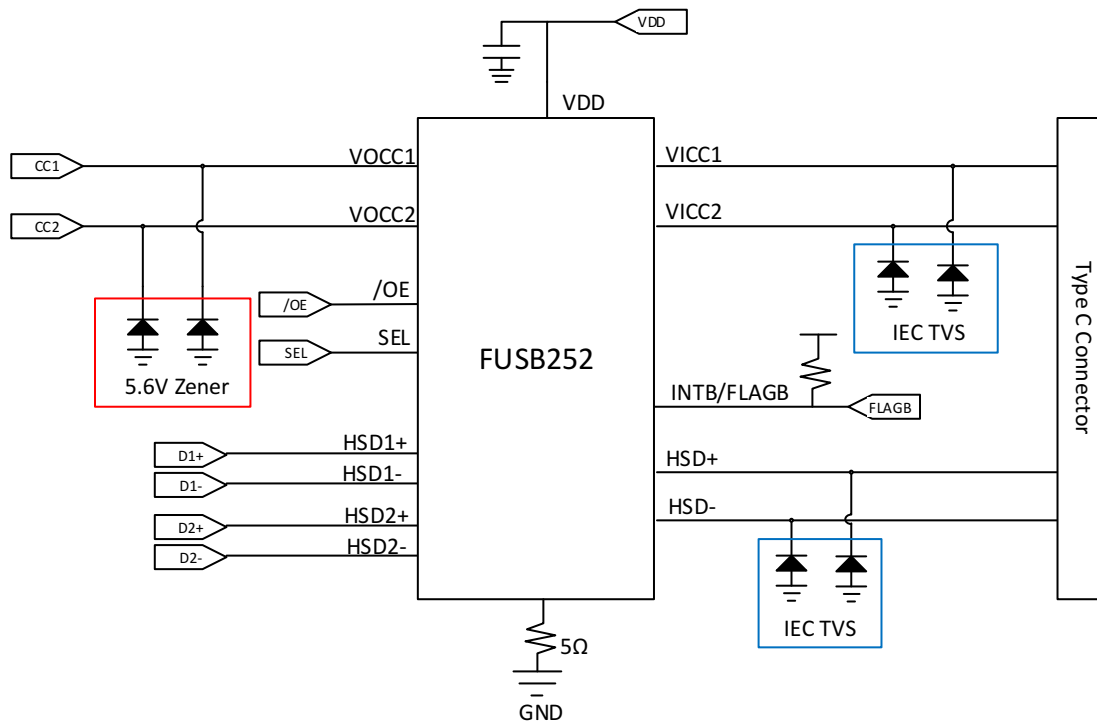 VDD
VDD
CC1
VOCC1
VICC1
CC2
VOCC2
VICC2
/OE
/OE
SEL
SEL
5.6V Zener
FUSB252
IEC TVS
Type C Connector
INTB/FLAGB
FLAGB
D1+
HSD1+
D1-
HSD1-
D2+
HSD2+
D2-
HSD2-
HSD+
HSD-
IEC TVS
5Ω
GND